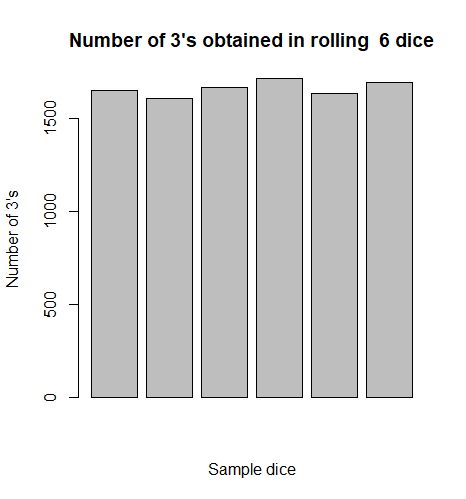 Number of 3's obtained in rolling  6 dice
Number of 3's
1500
1000
500
0
Sample dice